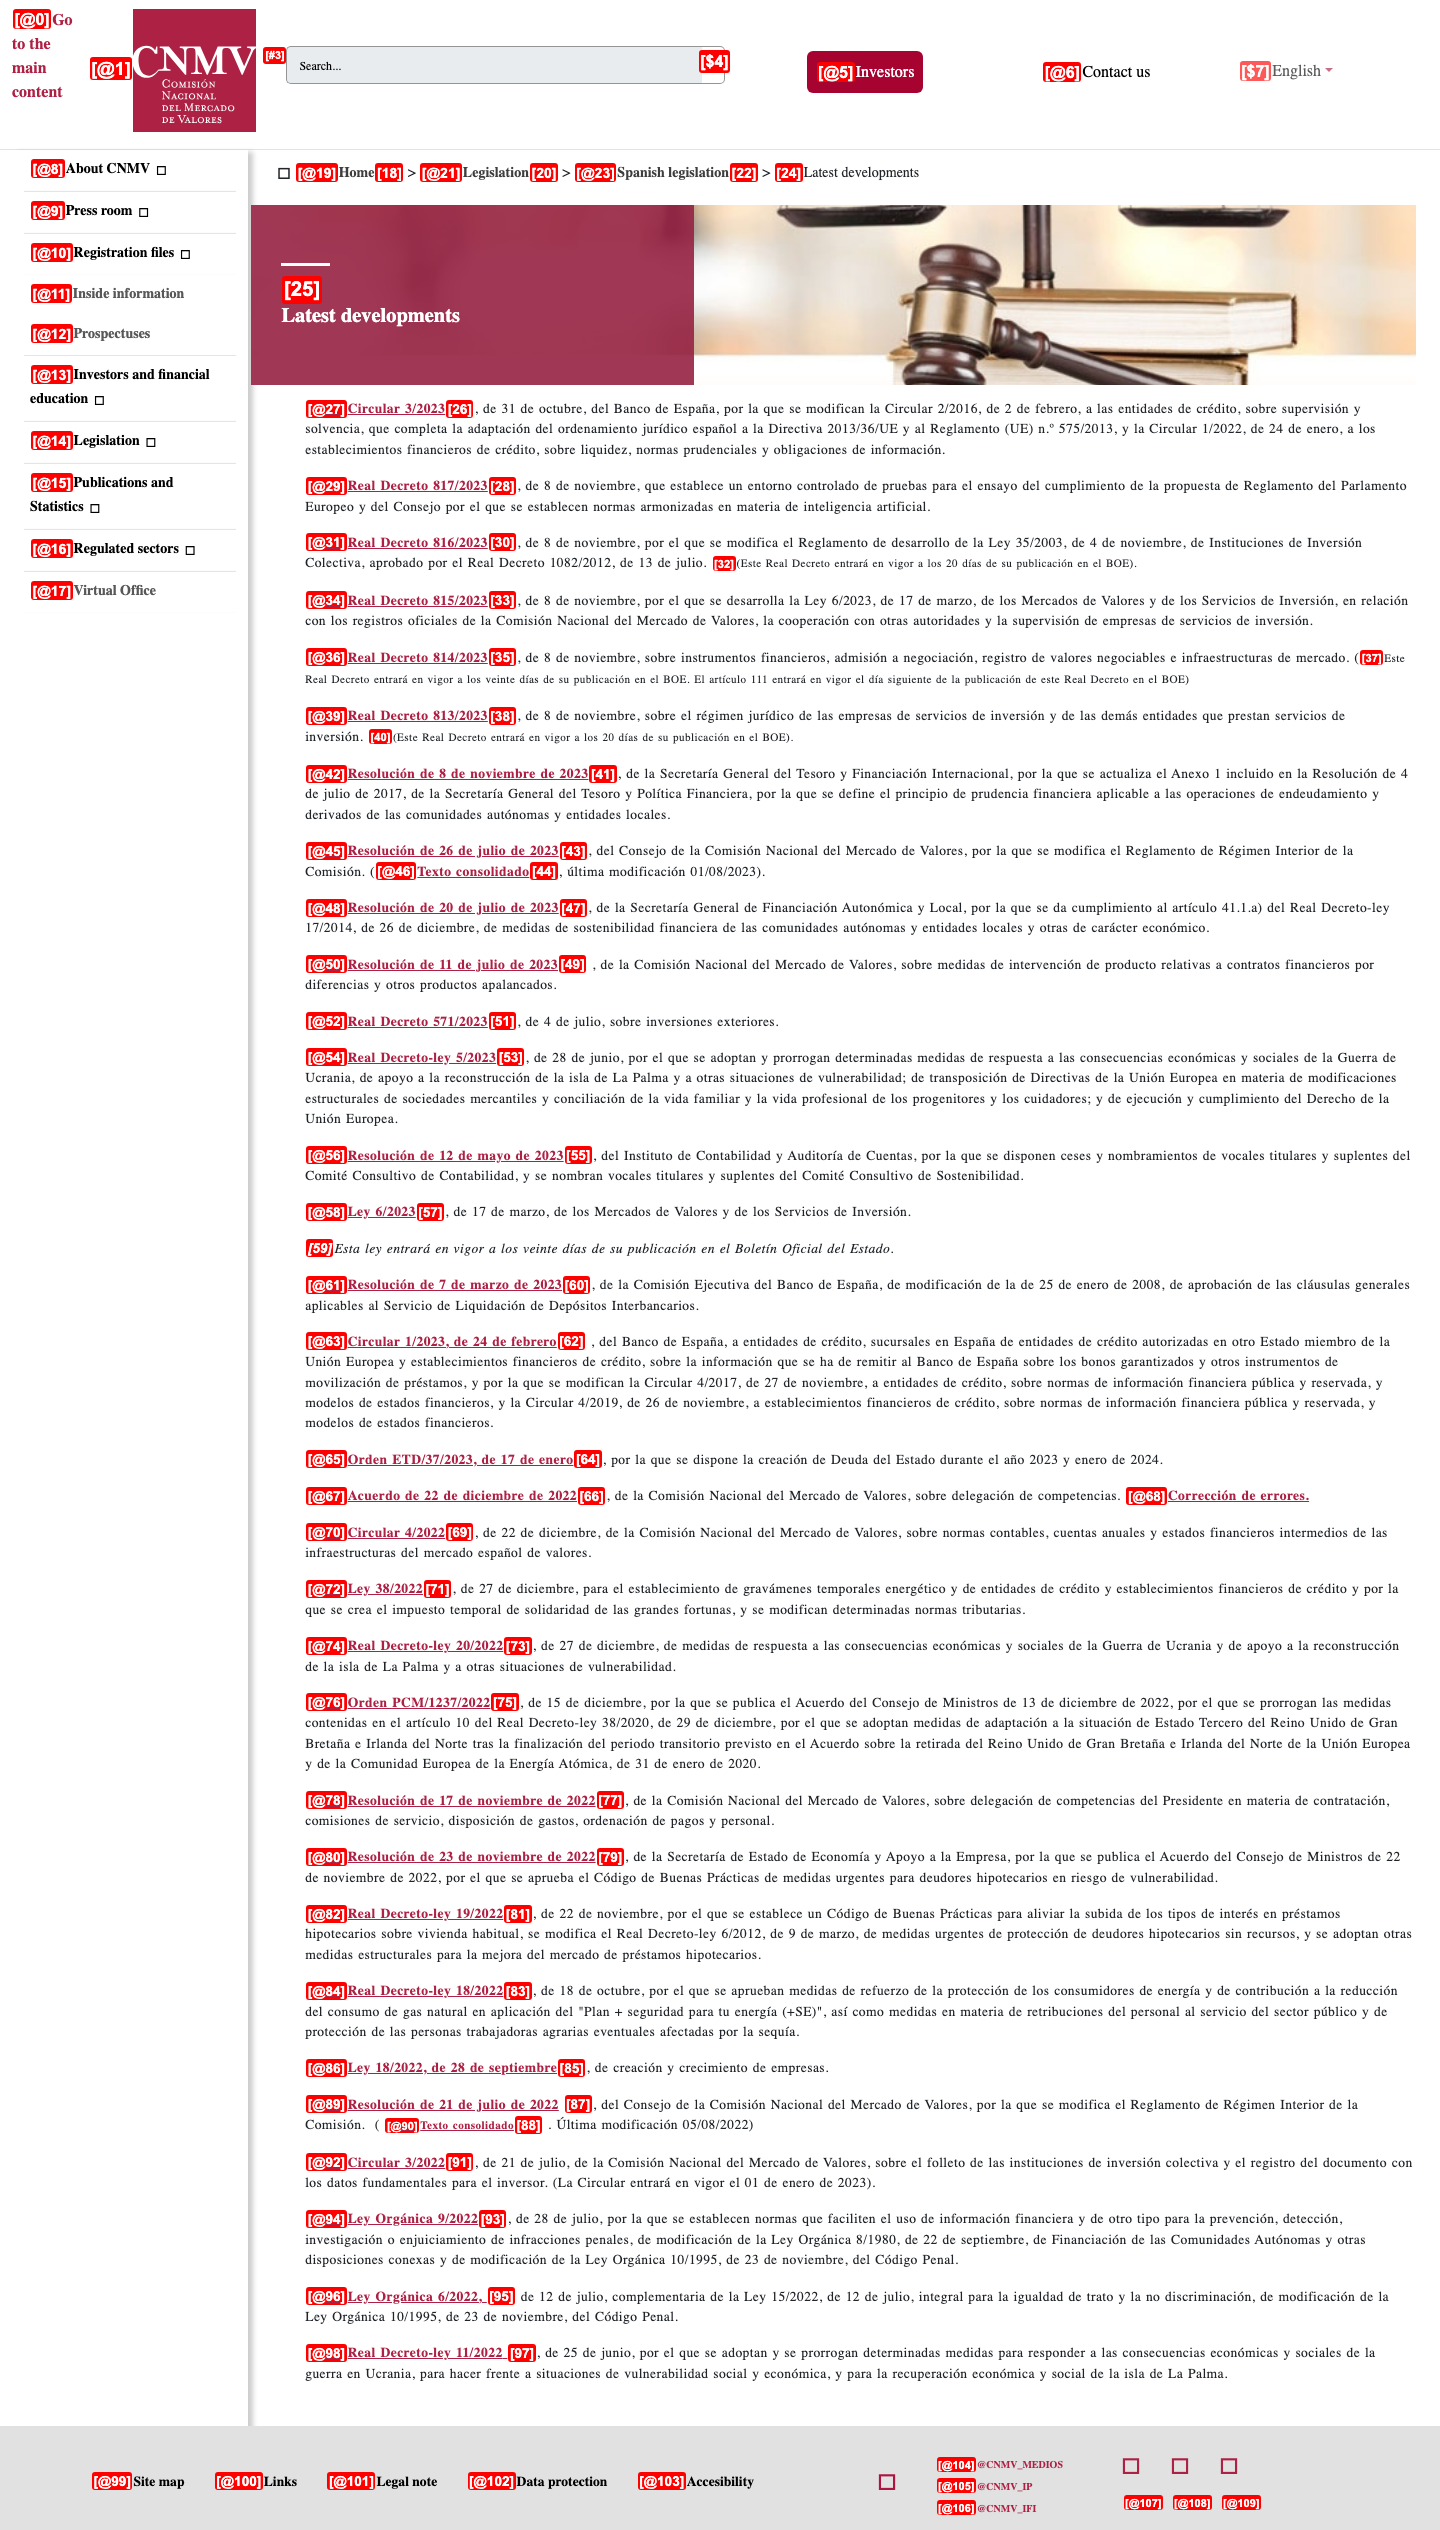 [@0]Go
to the
main
content
[@1]
CNMV
COMISIÓN
NACIONAL
DEL MERCADO
DE VALORES
[#3]
Search...
[$4]
[@5]Investors
[@6]Contact us
[$7]English
[@8]About CNMV
[@9]Press room
[@10]Registration files
[@11]Inside information
[@12]Prospectuses
[@13]Investors and financial
education
[@14]Legislation
[@15]Publications and
Statistics
[@16]Regulated sectors
[@17]Virtual Office
[@19]Home[18] > [@21]Legislation[20] > [@23]Spanish legislation[22] > [24]Latest developments
[25]
Latest developments
[@27]Circular 3/2023[26], de 31 de octubre, del Banco de España, por la que se modifican la Circular 2/2016, de 2 de febrero, a las entidades de crédito, sobre supervisión y
solvencia, que completa la adaptación del ordenamiento jurídico español a la Directiva 2013/36/UE y al Reglamento (UE) n.º 575/2013, y la Circular 1/2022, de 24 de enero, a los
establecimientos financieros de crédito, sobre liquidez, normas prudenciales y obligaciones de información.
[@29]Real Decreto 817/2023[28], de 8 de noviembre, que establece un entorno controlado de pruebas para el ensayo del cumplimiento de la propuesta de Reglamento del Parlamento
Europeo y del Consejo por el que se establecen normas armonizadas en materia de inteligencia artificial.
[@31]Real Decreto 816/2023[30], de 8 de noviembre, por el que se modifica el Reglamento de desarrollo de la Ley 35/2003, de 4 de noviembre, de Instituciones de Inversión
Colectiva, aprobado por el Real Decreto 1082/2012, de 13 de julio. [32](Este Real Decreto entrará en vigor a los 20 días de su publicación en el BOE).
[@34]Real Decreto 815/2023[33], de 8 de noviembre, por el que se desarrolla la Ley 6/2023, de 17 de marzo, de los Mercados de Valores y de los Servicios de Inversión, en relación
con los registros oficiales de la Comisión Nacional del Mercado de Valores, la cooperación con otras autoridades y la supervisión de empresas de servicios de inversión.
[@36]Real Decreto 814/2023[35], de 8 de noviembre, sobre instrumentos financieros, admisión a negociación, registro de valores negociables e infraestructuras de mercado. ([37]Este
Real Decreto entrará en vigor a los veinte días de su publicación en el BOE. El artículo 111 entrará en vigor el día siguiente de la publicación de este Real Decreto en el BOE)
[@39]Real Decreto 813/2023[38], de 8 de noviembre, sobre el régimen jurídico de las empresas de servicios de inversión y de las demás entidades que prestan servicios de
inversión. [40](Este Real Decreto entrará en vigor a los 20 días de su publicación en el BOE).
[@42]Resolución de 8 de noviembre de 2023[41], de la Secretaría General del Tesoro y Financiación Internacional, por la que se actualiza el Anexo 1 incluido en la Resolución de 4
de julio de 2017, de la Secretaría General del Tesoro y Política Financiera, por la que se define el principio de prudencia financiera aplicable a las operaciones de endeudamiento y
derivados de las comunidades autónomas y entidades locales.
[@45]Resolución de 26 de julio de 2023[43], del Consejo de la Comisión Nacional del Mercado de Valores, por la que se modifica el Reglamento de Régimen Interior de la
Comisión. ([@46]Texto consolidado[44], última modificación 01/08/2023).
[@48]Resolución de 20 de julio de 2023[47], de la Secretaría General de Financiación Autonómica y Local, por la que se da cumplimiento al artículo 41.1.a) del Real Decreto-ley
17/2014, de 26 de diciembre, de medidas de sostenibilidad financiera de las comunidades autónomas y entidades locales y otras de carácter económico.
[@50]Resolución de 11 de julio de 2023[49] , de la Comisión Nacional del Mercado de Valores, sobre medidas de intervención de producto relativas a contratos financieros por
diferencias y otros productos apalancados.
[@52]Real Decreto 571/2023[51], de 4 de julio, sobre inversiones exteriores.
[@54]Real Decreto-ley 5/2023[53], de 28 de junio, por el que se adoptan y prorrogan determinadas medidas de respuesta a las consecuencias económicas y sociales de la Guerra de
Ucrania, de apoyo a la reconstrucción de la isla de La Palma y a otras situaciones de vulnerabilidad; de transposición de Directivas de la Unión Europea en materia de modificaciones
estructurales de sociedades mercantiles y conciliación de la vida familiar y la vida profesional de los progenitores y los cuidadores; y de ejecución y cumplimiento del Derecho de la
Unión Europea.
[@56]Resolución de 12 de mayo de 2023[55], del Instituto de Contabilidad y Auditoría de Cuentas, por la que se disponen ceses y nombramientos de vocales titulares y suplentes del
Comité Consultivo de Contabilidad, y se nombran vocales titulares y suplentes del Comité Consultivo de Sostenibilidad.
[@58]Ley 6/2023[57], de 17 de marzo, de los Mercados de Valores y de los Servicios de Inversión.
[59]Esta ley entrará en vigor a los veinte días de su publicación en el Boletín Oficial del Estado.
[@61]Resolución de 7 de marzo de 2023[60], de la Comisión Ejecutiva del Banco de España, de modificación de la de 25 de enero de 2008, de aprobación de las cláusulas generales
aplicables al Servicio de Liquidación de Depósitos Interbancarios.
[@63]Circular 1/2023, de 24 de febrero[62] , del Banco de España, a entidades de crédito, sucursales en España de entidades de crédito autorizadas en otro Estado miembro de la
Unión Europea y establecimientos financieros de crédito, sobre la información que se ha de remitir al Banco de España sobre los bonos garantizados y otros instrumentos de
movilización de préstamos, y por la que se modifican la Circular 4/2017, de 27 de noviembre, a entidades de crédito, sobre normas de información financiera pública y reservada, y
modelos de estados financieros, y la Circular 4/2019, de 26 de noviembre, a establecimientos financieros de crédito, sobre normas de información financiera pública y reservada, y
modelos de estados financieros.
[@65]Orden ETD/37/2023, de 17 de enero[64], por la que se dispone la creación de Deuda del Estado durante el año 2023 y enero de 2024.
[@67]Acuerdo de 22 de diciembre de 2022[66], de la Comisión Nacional del Mercado de Valores, sobre delegación de competencias. [@68]Corrección de errores.
[@70]Circular 4/2022[69], de 22 de diciembre, de la Comisión Nacional del Mercado de Valores, sobre normas contables, cuentas anuales y estados financieros intermedios de las
infraestructuras del mercado español de valores.
[@72]Ley 38/2022[71], de 27 de diciembre, para el establecimiento de gravámenes temporales energético y de entidades de crédito y establecimientos financieros de crédito y por la
que se crea el impuesto temporal de solidaridad de las grandes fortunas, y se modifican determinadas normas tributarias.
[@74]Real Decreto-ley 20/2022[73], de 27 de diciembre, de medidas de respuesta a las consecuencias económicas y sociales de la Guerra de Ucrania y de apoyo a la reconstrucción
de la isla de La Palma y a otras situaciones de vulnerabilidad.
[@76]Orden PCM/1237/2022[75], de 15 de diciembre, por la que se publica el Acuerdo del Consejo de Ministros de 13 de diciembre de 2022, por el que se prorrogan las medidas
contenidas en el artículo 10 del Real Decreto-ley 38/2020, de 29 de diciembre, por el que se adoptan medidas de adaptación a la situación de Estado Tercero del Reino Unido de Gran
Bretaña e Irlanda del Norte tras la finalización del periodo transitorio previsto en el Acuerdo sobre la retirada del Reino Unido de Gran Bretaña e Irlanda del Norte de la Unión Europea
y de la Comunidad Europea de la Energía Atómica, de 31 de enero de 2020.
[@78]Resolución de 17 de noviembre de 2022[77], de la Comisión Nacional del Mercado de Valores, sobre delegación de competencias del Presidente en materia de contratación,
comisiones de servicio, disposición de gastos, ordenación de pagos y personal.
[@80]Resolución de 23 de noviembre de 2022[79], de la Secretaría de Estado de Economía y Apoyo a la Empresa, por la que se publica el Acuerdo del Consejo de Ministros de 22
de noviembre de 2022, por el que se aprueba el Código de Buenas Prácticas de medidas urgentes para deudores hipotecarios en riesgo de vulnerabilidad.
[@82]Real Decreto-ley 19/2022[81], de 22 de noviembre, por el que se establece un Código de Buenas Prácticas para aliviar la subida de los tipos de interés en préstamos
hipotecarios sobre vivienda habitual, se modifica el Real Decreto-ley 6/2012, de 9 de marzo, de medidas urgentes de protección de deudores hipotecarios sin recursos, y se adoptan otras
medidas estructurales para la mejora del mercado de préstamos hipotecarios.
[@84]Real Decreto-ley 18/2022[83], de 18 de octubre, por el que se aprueban medidas de refuerzo de la protección de los consumidores de energía y de contribución a la reducción
del consumo de gas natural en aplicación del "Plan + seguridad para tu energía (+SE)", así como medidas en materia de retribuciones del personal al servicio del sector público y de
protección de las personas trabajadoras agrarias eventuales afectadas por la sequía.
[@86]Ley 18/2022, de 28 de septiembre[85], de creación y crecimiento de empresas.
[@89]Resolución de 21 de julio de 2022 [87], del Consejo de la Comisión Nacional del Mercado de Valores, por la que se modifica el Reglamento de Régimen Interior de la
Comisión. ( [@90]Texto consolidado[88] . Última modificación 05/08/2022)
[@92]Circular 3/2022[91], de 21 de julio, de la Comisión Nacional del Mercado de Valores, sobre el folleto de las instituciones de inversión colectiva y el registro del documento con
los datos fundamentales para el inversor. (La Circular entrará en vigor el 01 de enero de 2023).
[@94]Ley Orgánica 9/2022[93], de 28 de julio, por la que se establecen normas que faciliten el uso de información financiera y de otro tipo para la prevención, detección,
investigación o enjuiciamiento de infracciones penales, de modificación de la Ley Orgánica 8/1980, de 22 de septiembre, de Financiación de las Comunidades Autónomas y otras
disposiciones conexas y de modificación de la Ley Orgánica 10/1995, de 23 de noviembre, del Código Penal.
[@96]Ley Orgánica 6/2022, [95] de 12 de julio, complementaria de la Ley 15/2022, de 12 de julio, integral para la igualdad de trato y la no discriminación, de modificación de la
Ley Orgánica 10/1995, de 23 de noviembre, del Código Penal.
[@98]Real Decreto-ley 11/2022 [97], de 25 de junio, por el que se adoptan y se prorrogan determinadas medidas para responder a las consecuencias económicas y sociales de la
guerra en Ucrania, para hacer frente a situaciones de vulnerabilidad social y económica, y para la recuperación económica y social de la isla de La Palma.
[@99]Site map
[@100]Links
[@101]Legal note
[@102]Data protection
[@103]Accesibility
[@104]@CNMV_MEDIOS
[@105]@CNMV_IP
[@106]@CNMV_IFI
[@107]
[@108]
[@109]